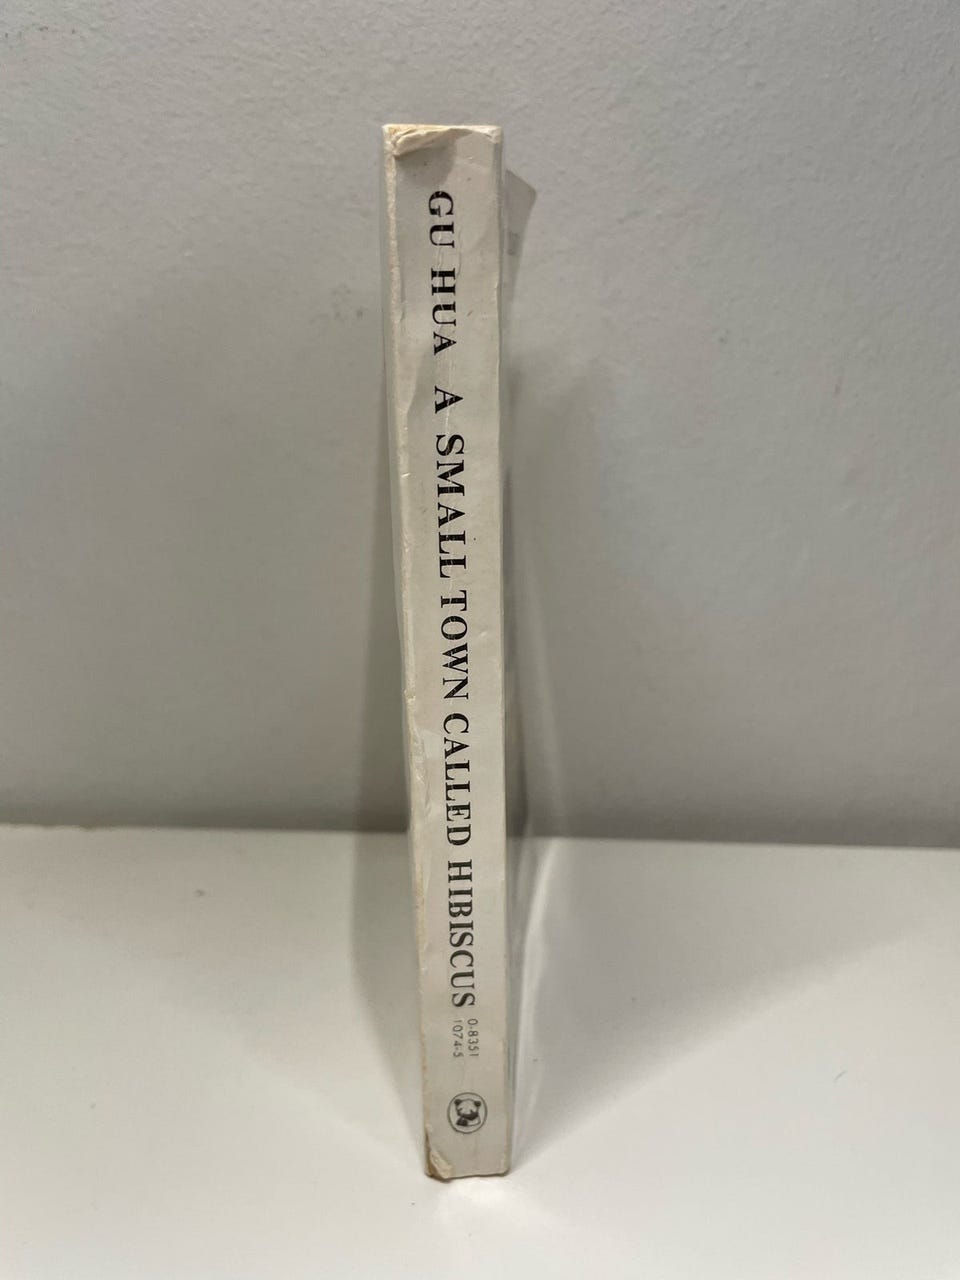 GU HUA A SMALL TOWN CALLED HIBISCUS
0-8351
1074-5